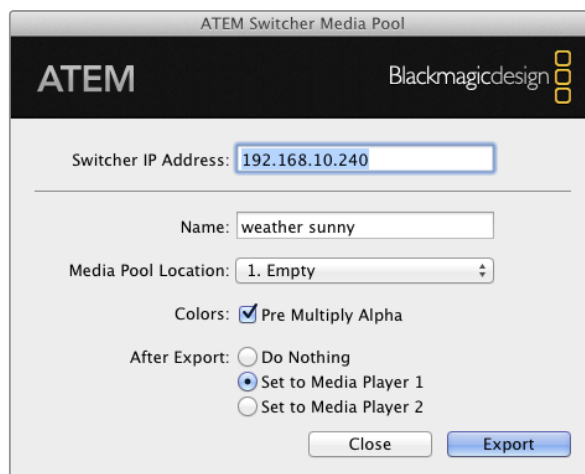 ATEM Switcher Media Pool
ATEM
Blackmagicdesign
Switcher IP Address: 192.168.10.240
Name: weather sunny
Media Pool Location: 1. Empty
Colors: Pre Multiply Alpha
After Export: Do Nothing
Set to Media Player 1
Set to Media Player 2
Close Export